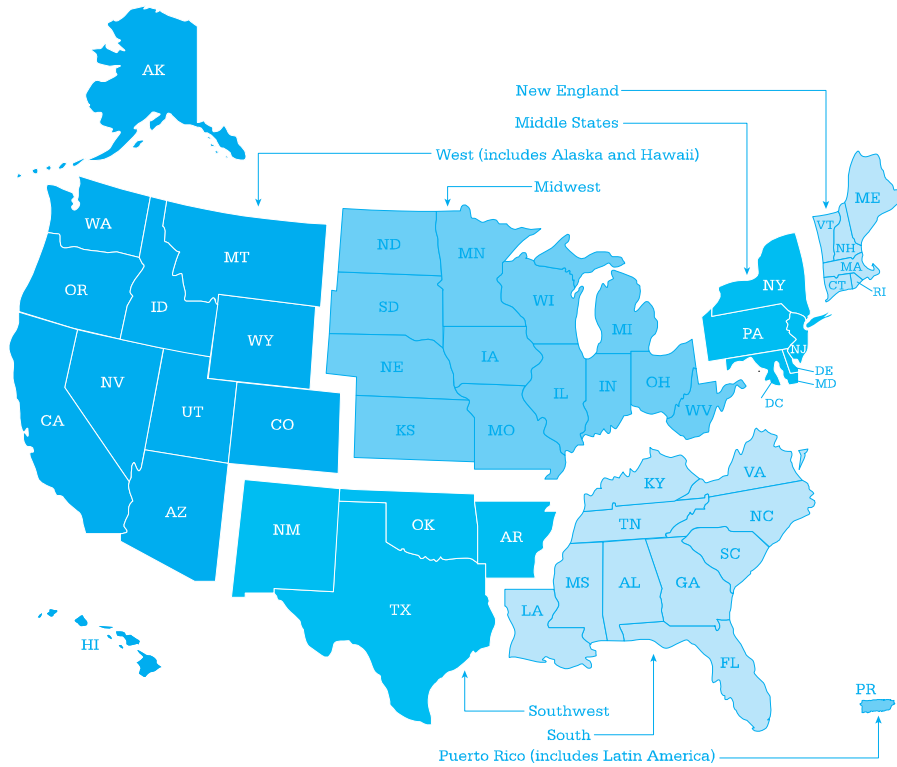 AK
New England
Middle States
West (includes Alaska and Hawaii)
Midwest
ME
WA
VT
ND
NH
MN
MT
MA
NY
CT
RI
OR
ID
SD
WI
MI
PA
WY
NJ
IA
NE
DE
NV
OH
MD
IL
IN
DC
UT
CA
CO
WV
KS
MO
VA
KY
AZ
NC
TN
OK
NM
AR
SC
MS
AL
GA
TX
LA
HI
FL
PR
Southwest
South
Puerto Rico (includes Latin America)